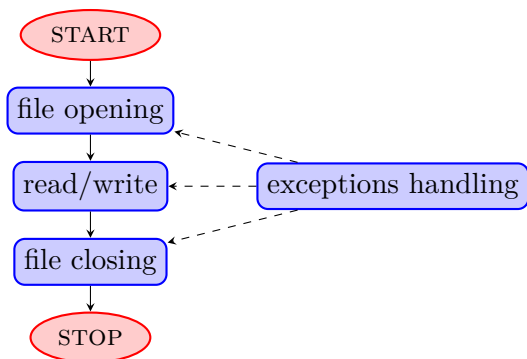 START
file opening
read/write
exceptions handling
file closing
STOP